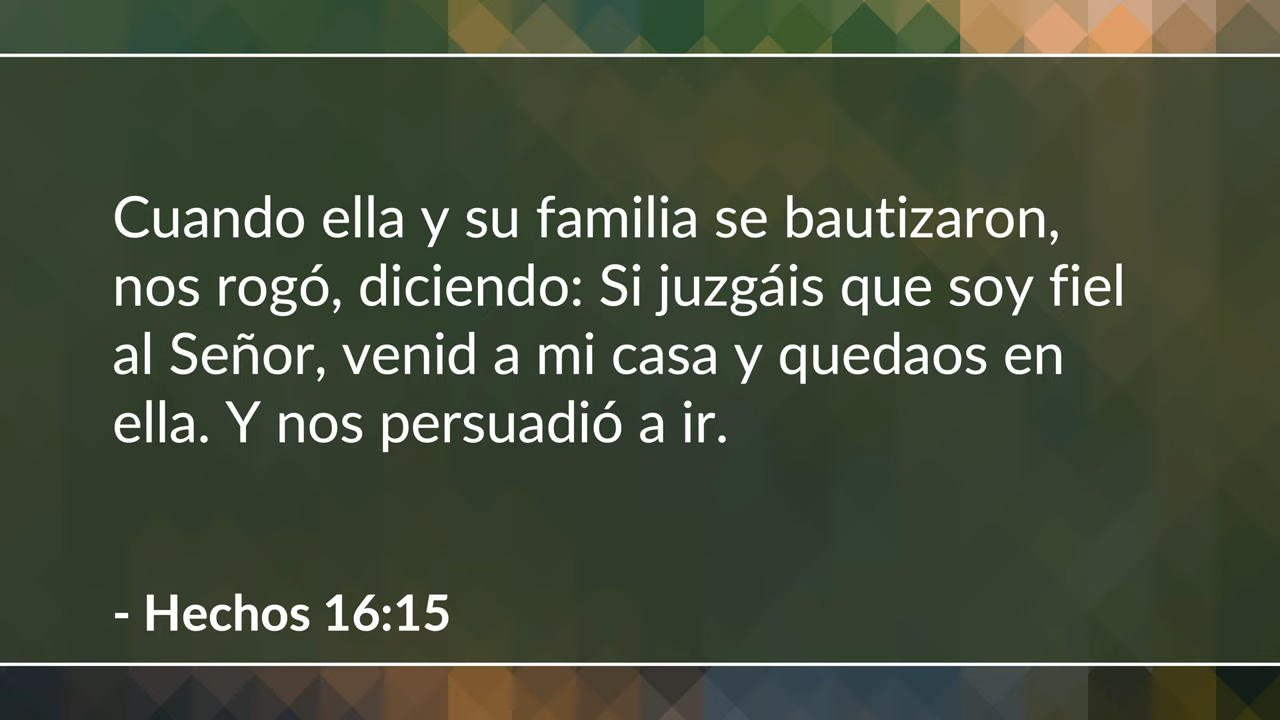 Cuando ella y su familia se bautizaron,
nos rogó, diciendo: Si juzgáis que soy fiel
al Señor, venid a mi casa y quedaos en
ella. Y nos persuadió a ir.
- Hechos 16:15